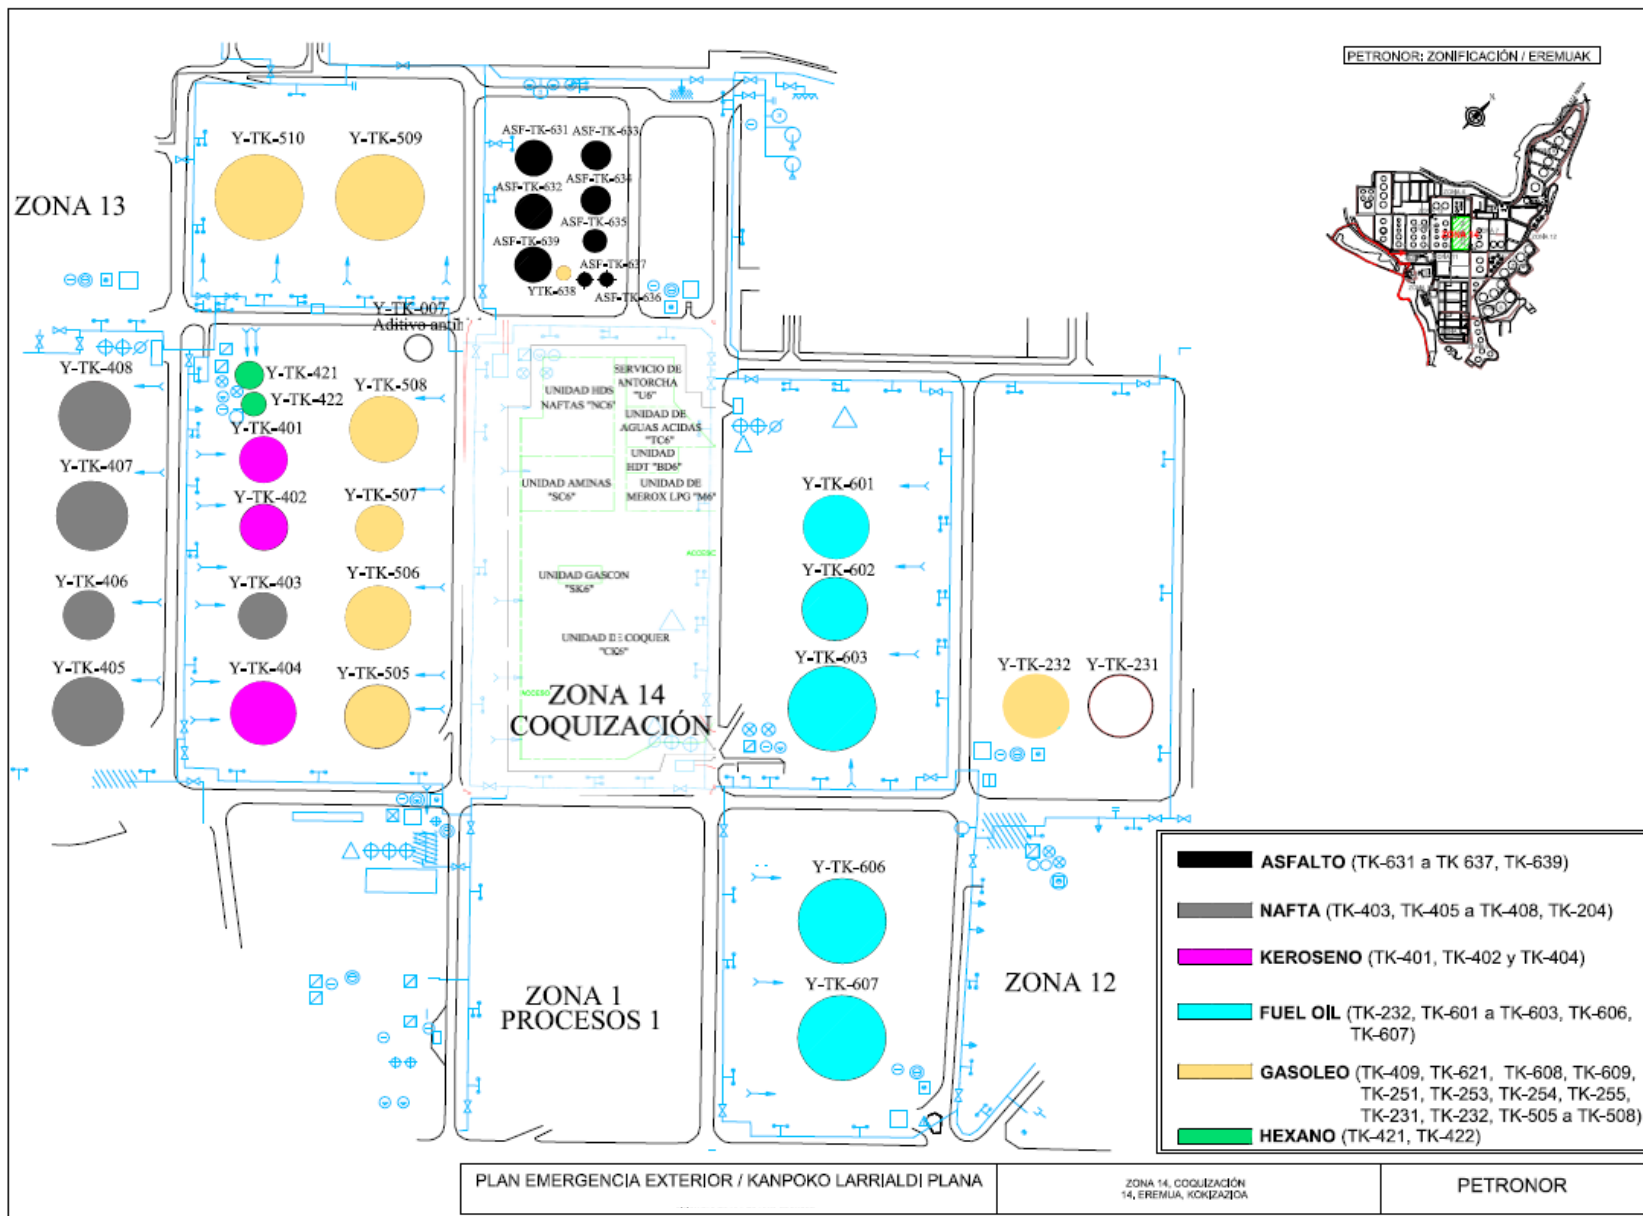 PETRONOR: ZONIFICACIÓN / EREMUAK
Y-TK-510
Y-TK-509
ASF-TK-631
ASF-TK-633
ASF-TK-632
ASF-TK-634
ASF-TK-635
ASF-TK-639
ASF-TK-637
YTK-638
ASF-TK-636
ZONA 13
Y-TK-007
Aditivo anti
Y-TK-408
Y-TK-421
Y-TK-422
Y-TK-401
Y-TK-508
Y-TK-407
Y-TK-402
Y-TK-507
Y-TK-406
Y-TK-403
Y-TK-506
Y-TK-405
Y-TK-404
Y-TK-505
UNIDAD HDS
NAFTAS "NC6"
SERVICIO DE
ANTORCHA
"U6"
UNIDAD DE
AGUAS ACIDAS
"TC6"
UNIDAD
HDT "BD6"
UNIDAD AMINAS
"SC6"
UNIDAD DE
MEROX LPG "M6"
ACCESO
UNIDAD GASCON
"SK6"
UNIDAD DE COQUER
"CK6"
ACCESO
ZONA 14
COQUIZACIÓN
Y-TK-601
Y-TK-602
Y-TK-603
Y-TK-232
Y-TK-231
Y-TK-606
Y-TK-607
ZONA 1
PROCESOS 1
ZONA 12
ASFALTO (TK-631 a TK 637, TK-639)
NAFTA (TK-403, TK-405 a TK-408, TK-204)
KEROSENO (TK-401, TK-402 y TK-404)
FUEL OIL (TK-232, TK-601 a TK-603, TK-606,
TK-607)
GASOLEO (TK-409, TK-621, TK-608, TK-609,
TK-251, TK-253, TK-254, TK-255,
TK-231, TK-232, TK-505 a TK-508)
HEXANO (TK-421, TK-422)
PLAN EMERGENCIA EXTERIOR / KANPOKO LARRIALDI PLANA
ZONA 14, COQUIZACIÓN
14, EREMUA, KOKIZAZIOA
PETRONOR